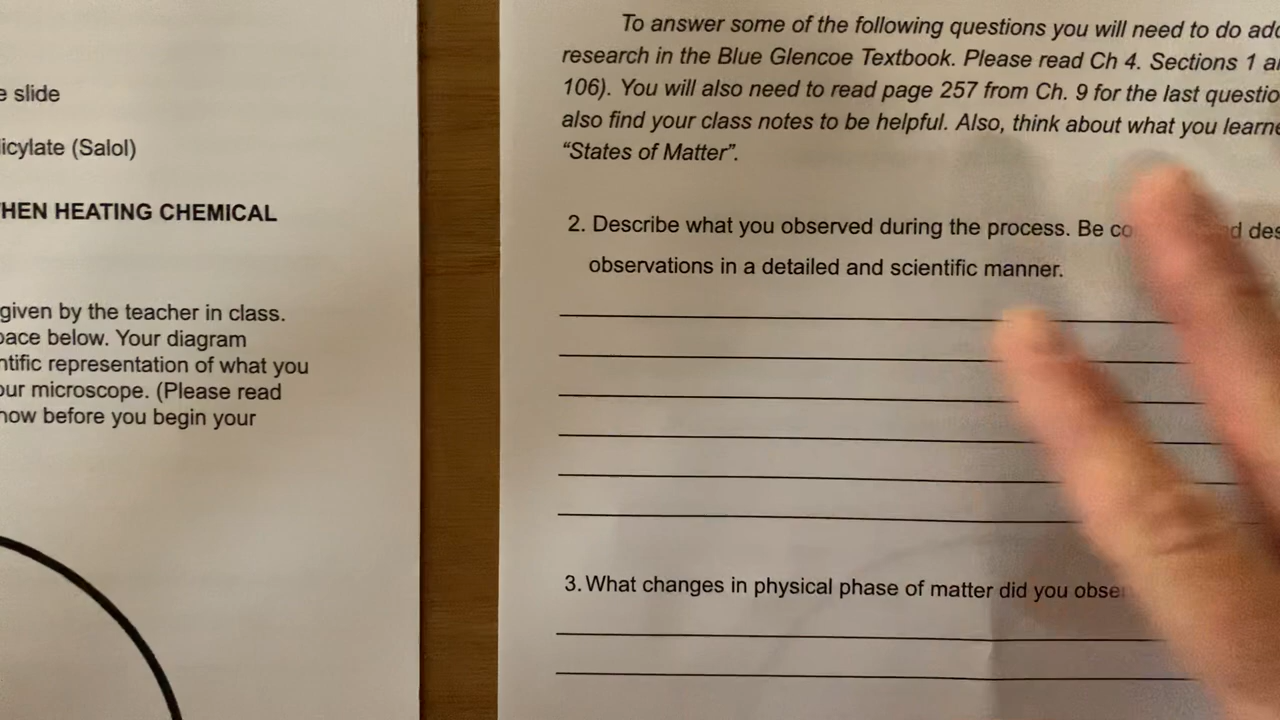 e slide
icylate (Salol)
HEN HEATING CHEMICAL
given by the teacher in class.
pace below. Your diagram
ntific representation of what you
our microscope. (Please read
now before you begin your
To answer some of the following questions you will need to do add
research in the Blue Glencoe Textbook. Please read Ch 4. Sections 1 a
106). You will also need to read page 257 from Ch. 9 for the last questio
also find your class notes to be helpful. Also, think about what you learne
“States of Matter”.
2. Describe what you observed during the process. Be co d des
observations in a detailed and scientific manner.
3. What changes in physical phase of matter did you obse